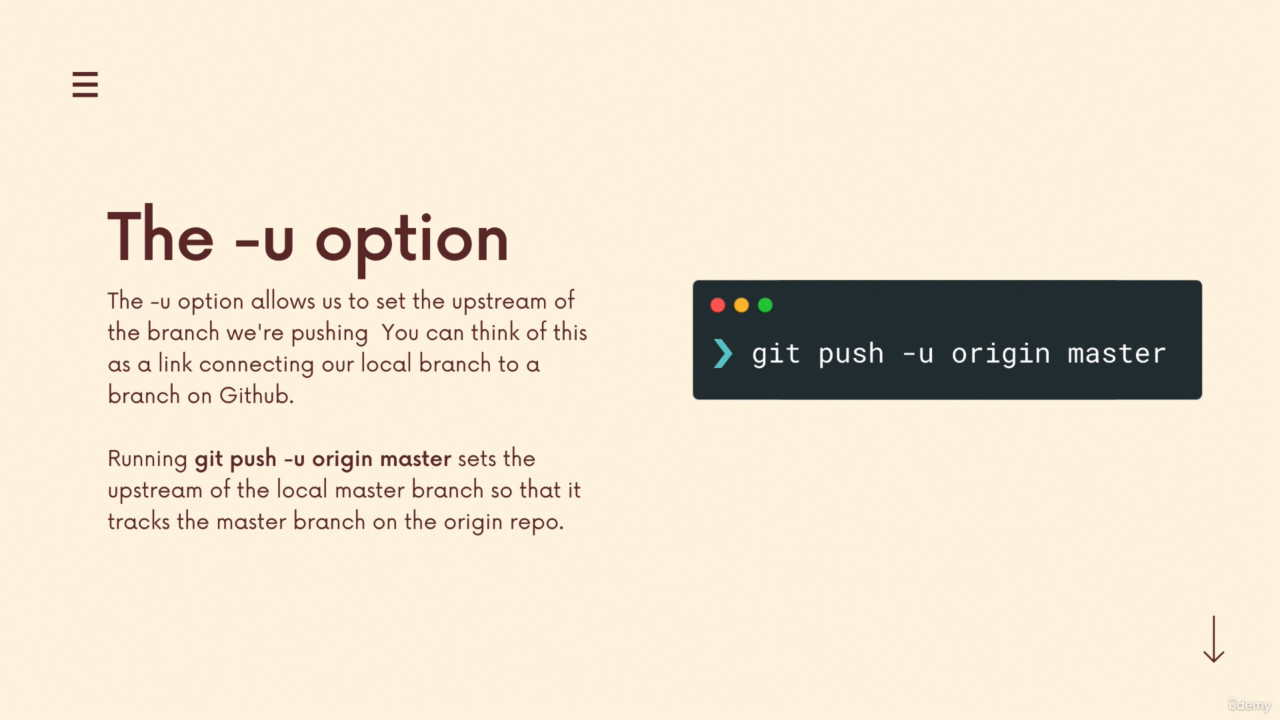 The -u option
The -u option allows us to set the upstream of
the branch we're pushing  You can think of this
as a link connecting our local branch to a
branch on Github.
Running git push -u origin master sets the
upstream of the local master branch so that it
tracks the master branch on the origin repo.
❯ git push -u origin master
ûdemy